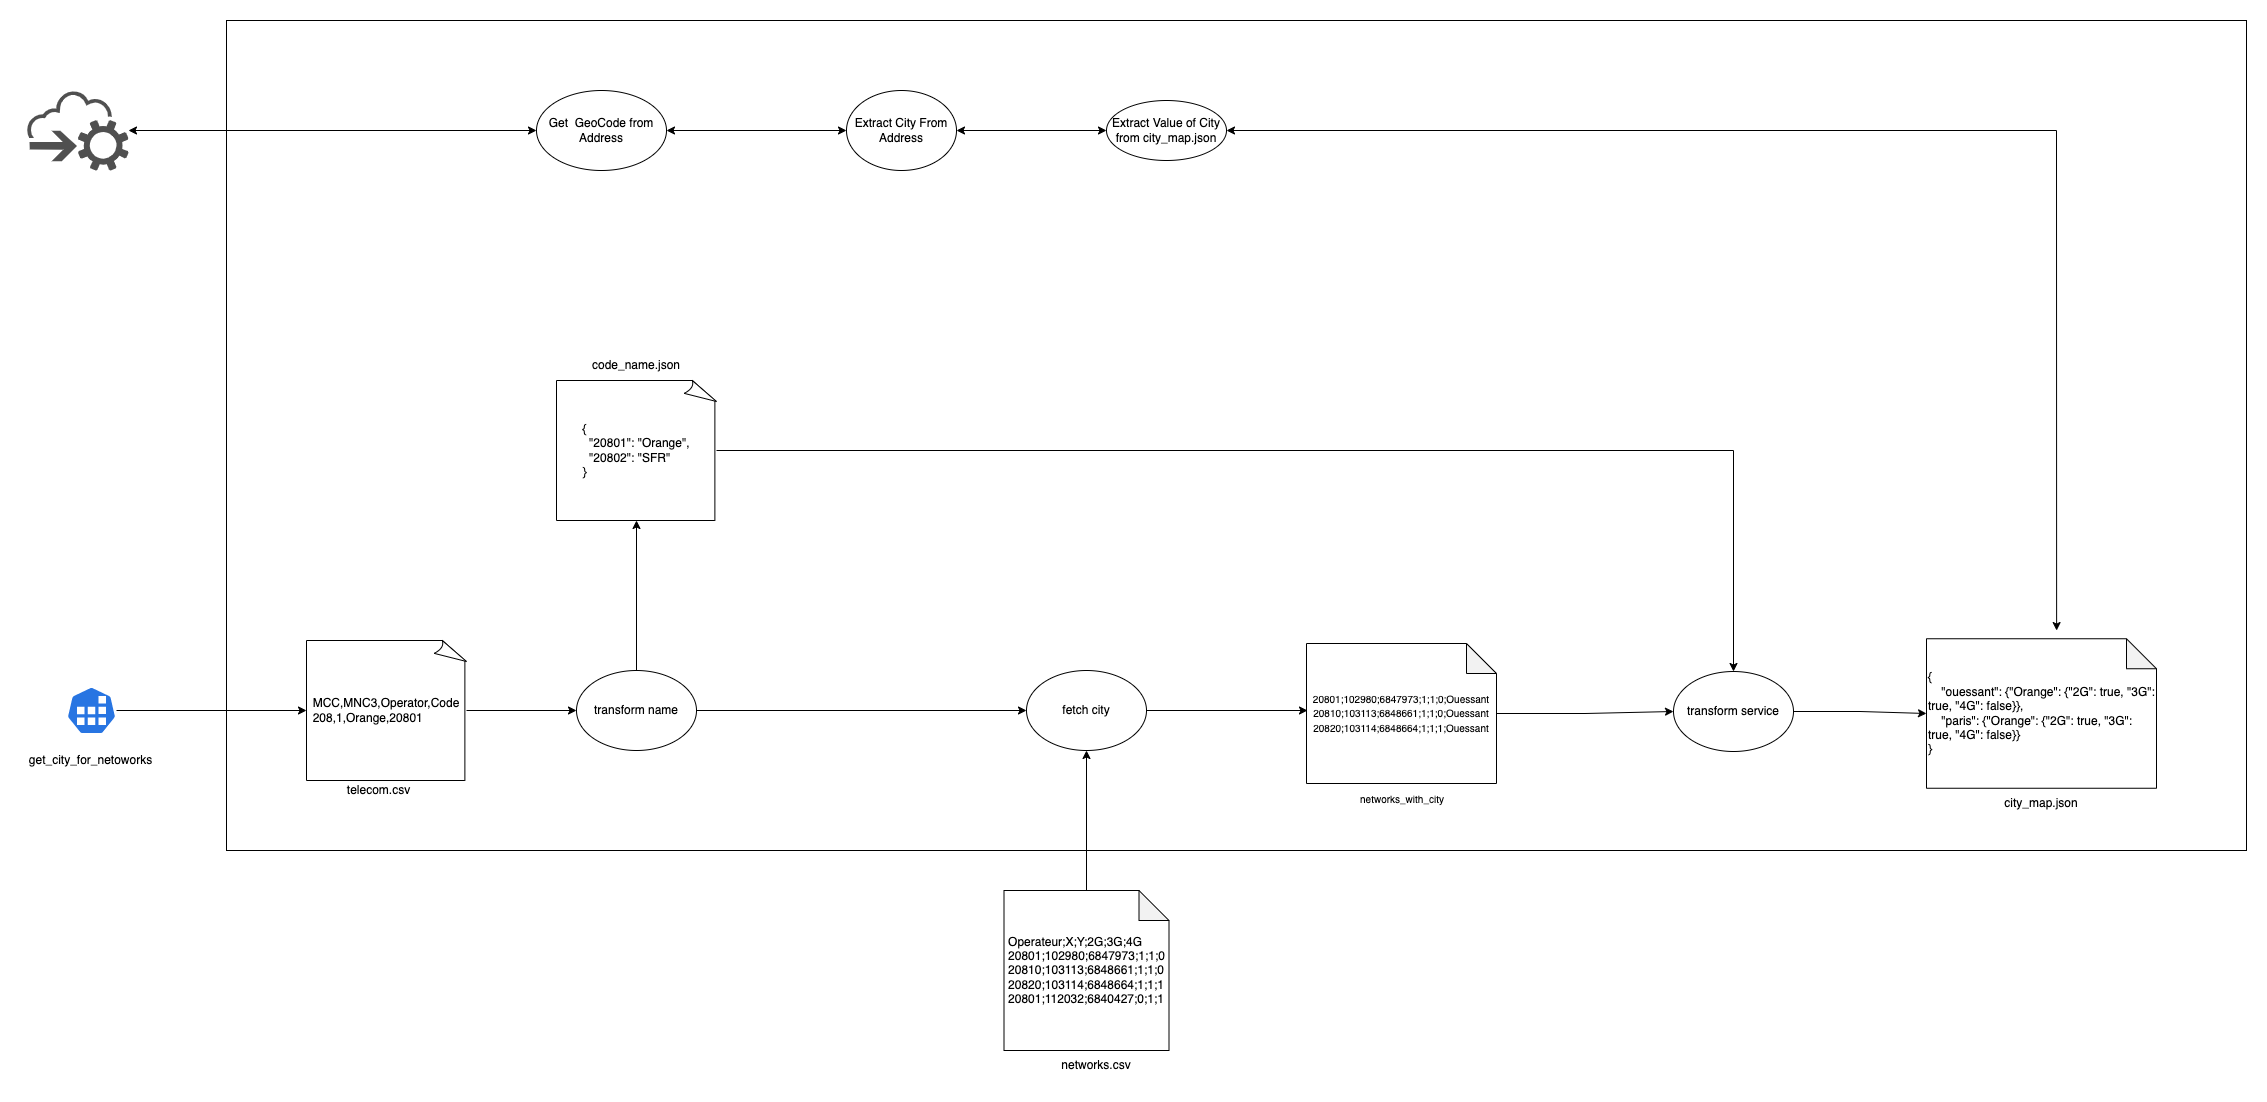 Get  GeoCode from
Address
Extract City From
Address
Extract Value of City
from city_map.json
code_name.json
{
"20801": "Orange",
"20802": "SFR"
}
MCC,MNC3,Operator,Code
208,1,Orange,20801
telecom.csv
get_city_for_netoworks
transform name
fetch city
20801;102980;6847973;1;1;0;Ouessant
20810;103113;6848661;1;1;0;Ouessant
20820;103114;6848664;1;1;1;Ouessant
networks_with_city
transform service
{
"ouessant": {"Orange": {"2G": true, "3G":
true, "4G": false}},
"paris": {"Orange": {"2G": true, "3G":
true, "4G": false}}
}
city_map.json
Operateur;X;Y;2G;3G;4G
20801;102980;6847973;1;1;0
20810;103113;6848661;1;1;0
20820;103114;6848664;1;1;1
20801;112032;6840427;0;1;1
networks.csv